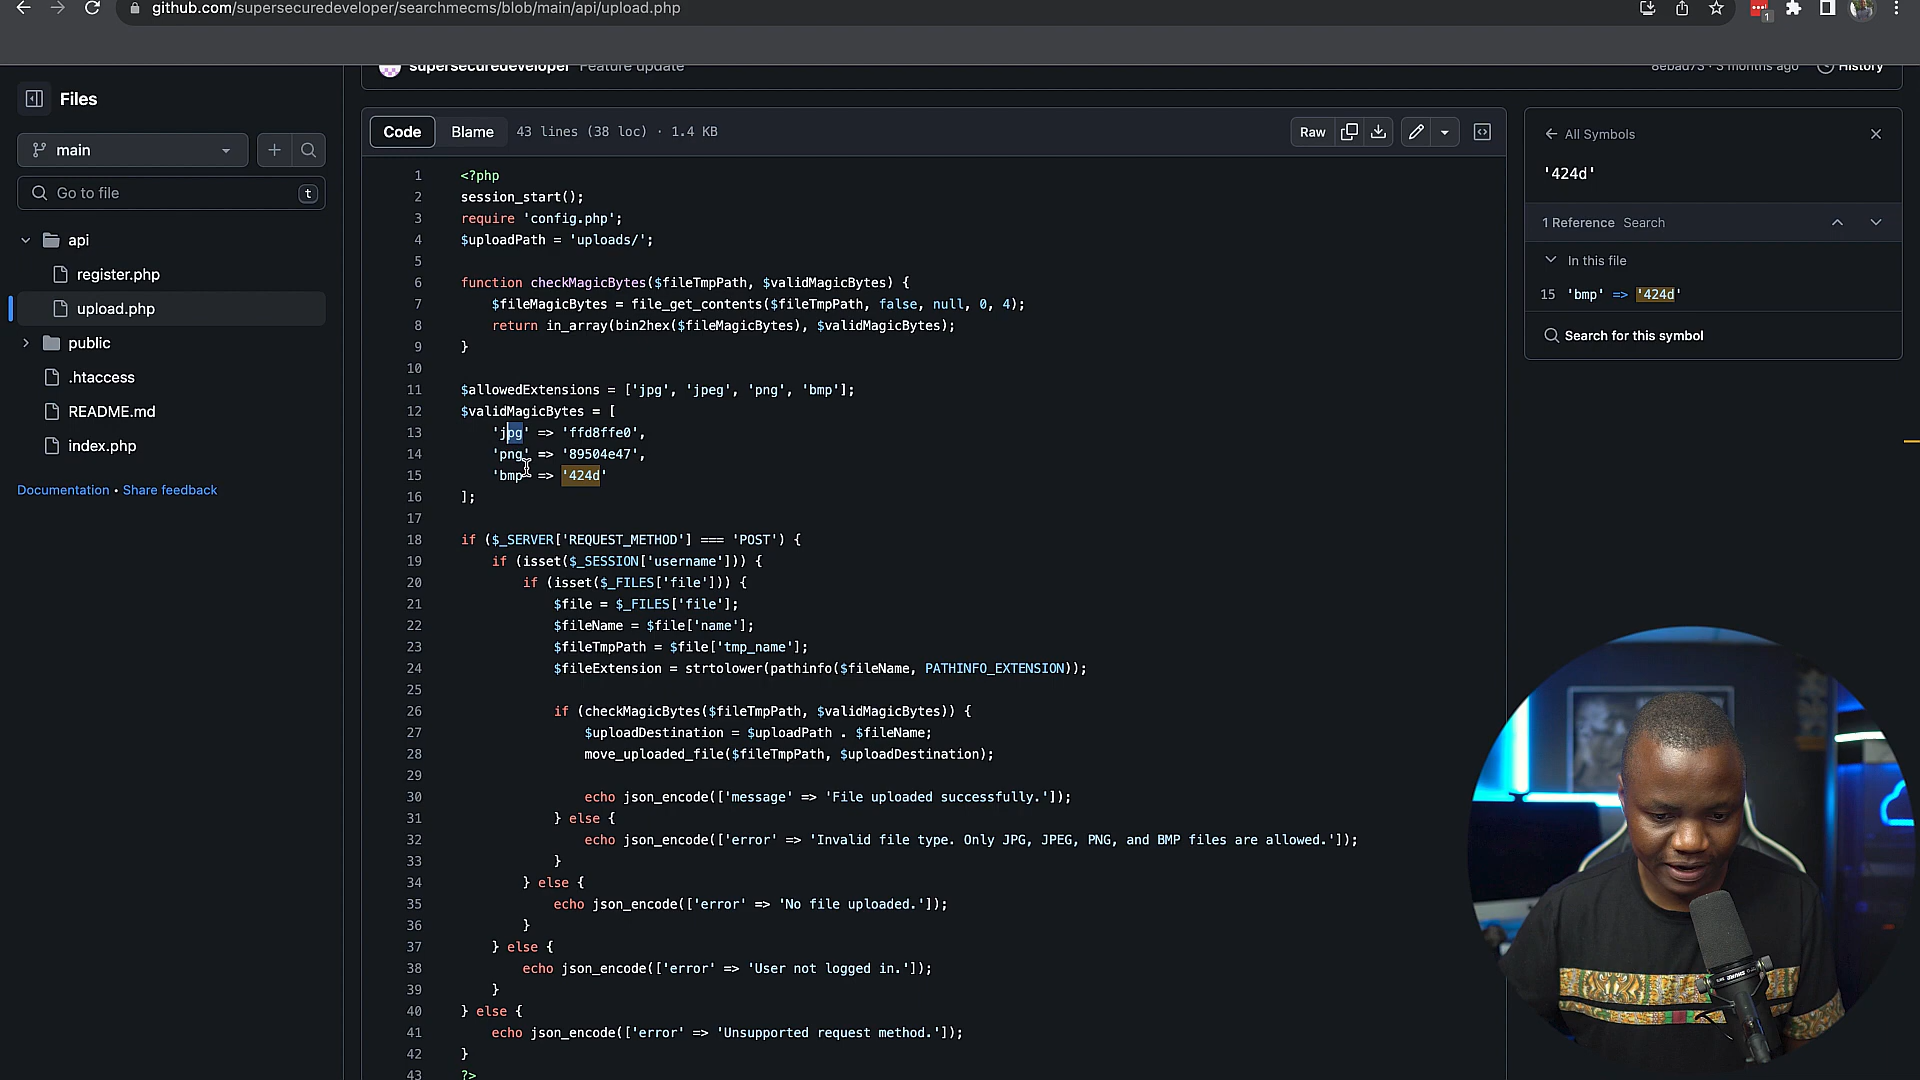 github.com/supersecuredeveloper/searchmecms/blob/main/api/upload.php
1
supersecuredeveloper Feature update
8ebad73 · 3 months ago History
Files
main
Go to file
t
api
register.php
upload.php
public
.htaccess
README.md
index.php
Documentation • Share feedback
Code Blame 43 lines (38 loc) · 1.4 KB
Raw
1 <?php
2 session_start();
3 require 'config.php';
4 $uploadPath = 'uploads/';
5
6 function checkMagicBytes($fileTmpPath, $validMagicBytes) {
7 $fileMagicBytes = file_get_contents($fileTmpPath, false, null, 0, 4);
8 return in_array(bin2hex($fileMagicBytes), $validMagicBytes);
9 }
10
11 $allowedExtensions = ['jpg', 'jpeg', 'png', 'bmp'];
12 $validMagicBytes = [
13 'jpg' => 'ffd8ffe0',
14 'png' => '89504e47',
15 'bmp' => '424d'
16 ];
17
18 if ($_SERVER['REQUEST_METHOD'] === 'POST') {
19 if (isset($_SESSION['username'])) {
20 if (isset($_FILES['file'])) {
21 $file = $_FILES['file'];
22 $fileName = $file['name'];
23 $fileTmpPath = $file['tmp_name'];
24 $fileExtension = strtolower(pathinfo($fileName, PATHINFO_EXTENSION));
25
26 if (checkMagicBytes($fileTmpPath, $validMagicBytes)) {
27 $uploadDestination = $uploadPath . $fileName;
28 move_uploaded_file($fileTmpPath, $uploadDestination);
29
30 echo json_encode(['message' => 'File uploaded successfully.']);
31 } else {
32 echo json_encode(['error' => 'Invalid file type. Only JPG, JPEG, PNG, and BMP files are allowed.']);
33 }
34 } else {
35 echo json_encode(['error' => 'No file uploaded.']);
36 }
37 } else {
38 echo json_encode(['error' => 'User not logged in.']);
39 }
40 } else {
41 echo json_encode(['error' => 'Unsupported request method.']);
42 }
43 ?>
All Symbols
'424d'
1 Reference Search
In this file
15 'bmp' => '424d'
Search for this symbol
SHURE